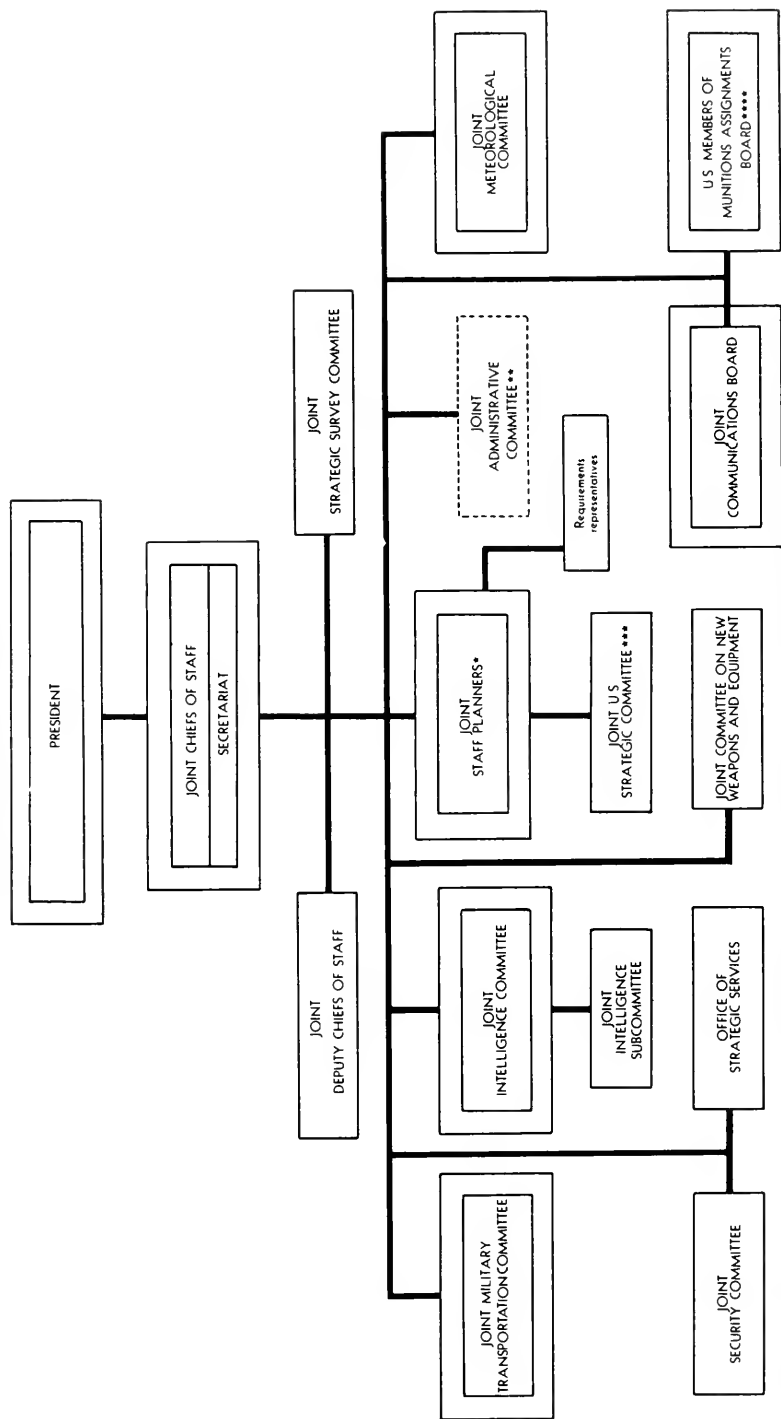 PRESIDENT
JOINT CHIEFS OF STAFF
SECRETARIAT
JOINT
DEPUTY CHIEFS OF STAFF
JOINT
STRATEGIC SURVEY COMMITTEE
JOINT MILITARY
TRANSPORTATION COMMITTEE
JOINT
INTELLIGENCE COMMITTEE
JOINT
STAFF PLANNERS*
JOINT
ADMINISTRATIVE
COMMITTEE**
JOINT
METEOROLOGICAL
COMMITTEE
Requirements
representatives
JOINT
INTELLIGENCE
SUBCOMMITTEE
JOINT U S
STRATEGIC COMMITTEE***
JOINT
SECURITY COMMITTEE
OFFICE OF
STRATEGIC SERVICES
JOINT COMMITTEE ON NEW
WEAPONS AND EQUIPMENT
JOINT
COMMUNICATIONS BOARD
U S MEMBERS OF
MUNITIONS ASSIGNMENTS
BOARD****